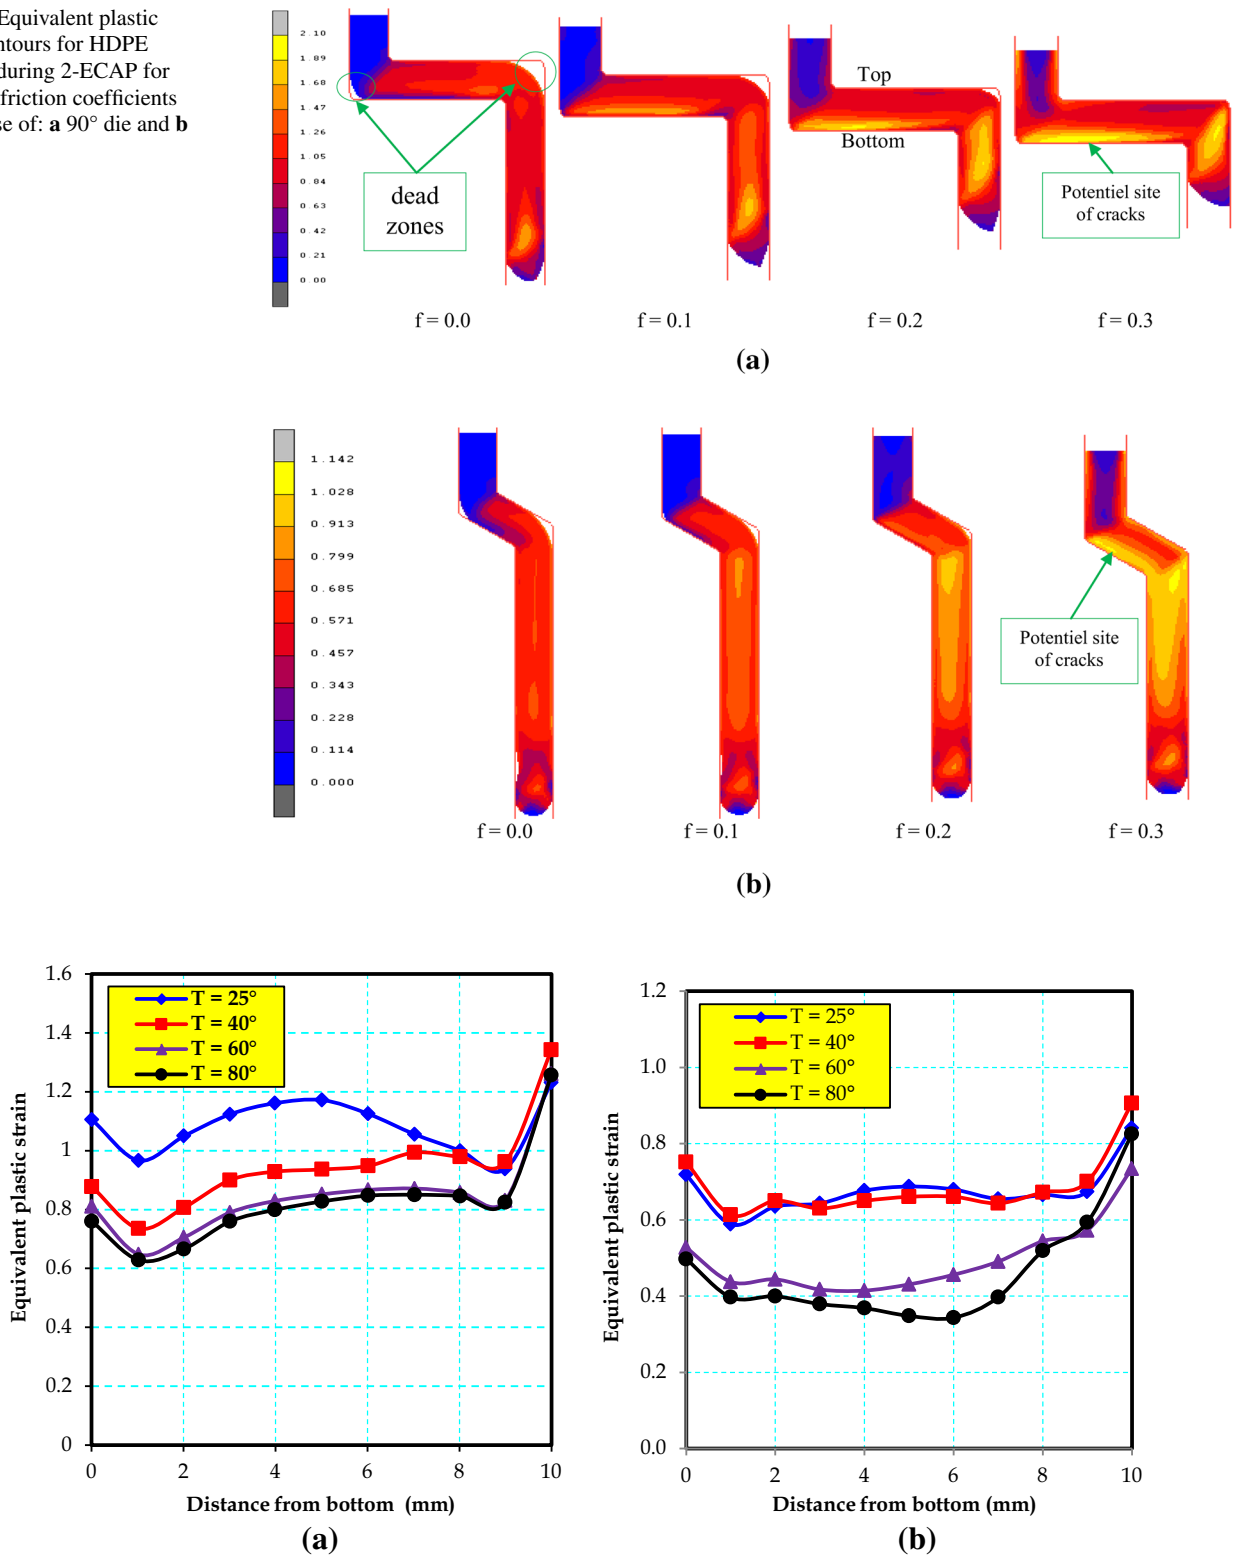 Equivalent plastic
ntours for HDPE
during 2-ECAP for
friction coefficients
se of: a 90° die and b
2.10
1.89
1.68
1.47
1.26
1.05
0.84
0.63
0.42
0.21
0.00
dead
zones
Top
Bottom
Potentiel site
of cracks
f = 0.0
f = 0.1
f = 0.2
f = 0.3
(a)
1.142
1.028
0.913
0.799
0.685
0.571
0.457
0.343
0.228
0.114
0.000
Potentiel site
of cracks
f = 0.0
f = 0.1
f = 0.2
f = 0.3
(b)
Equivalent plastic strain
1.6
1.4
1.2
1
0.8
0.6
0.4
0.2
0
T = 25°
T = 40°
T = 60°
T = 80°
0 2 4 6 8 10
Distance from bottom (mm)
(a)
Equivalent plastic strain
1.2
1.0
0.8
0.6
0.4
0.2
0.0
T = 25°
T = 40°
T = 60°
T = 80°
0 2 4 6 8 10
Distance from bottom (mm)
(b)